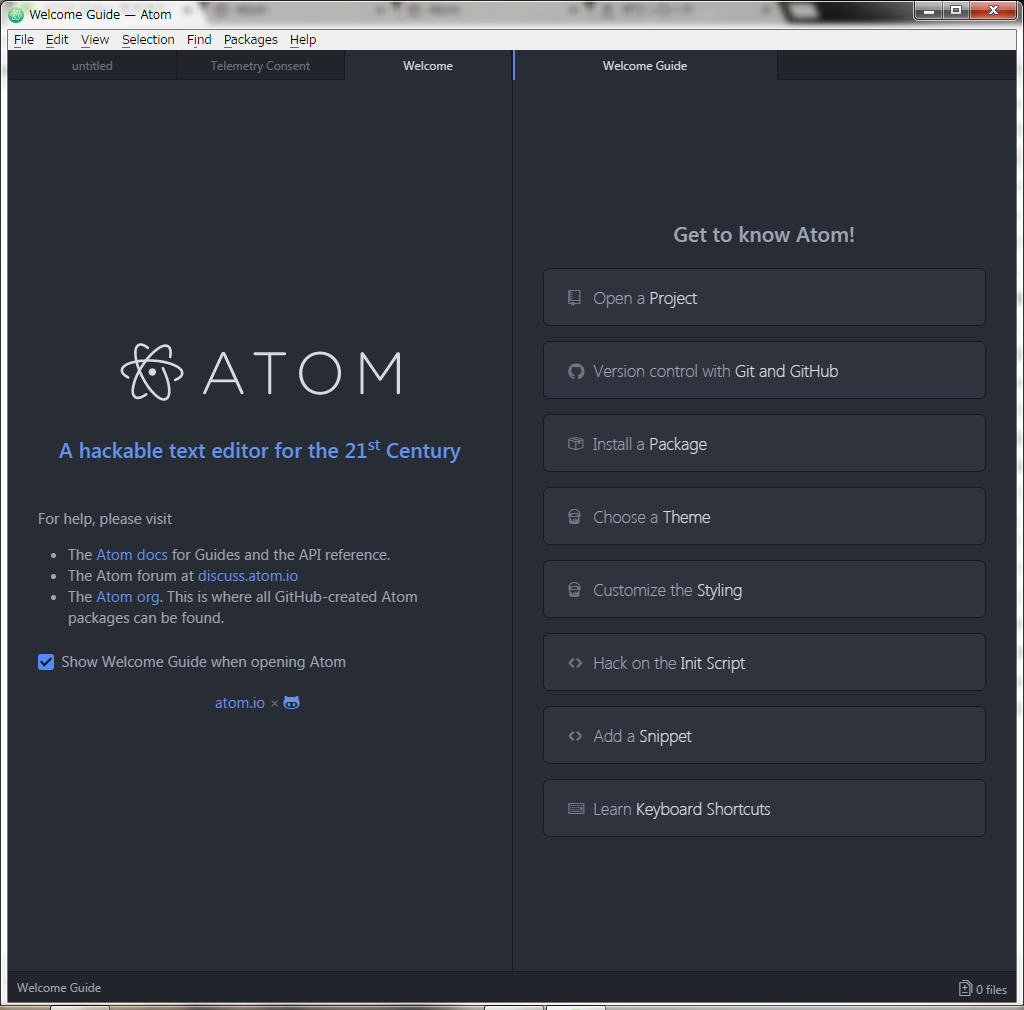 Welcome Guide — Atom
File Edit View Selection Find Packages Help
untitled Telemetry Consent Welcome Welcome Guide
ATOM
A hackable text editor for the 21st Century
For help, please visit
• The Atom docs for Guides and the API reference.
• The Atom forum at discuss.atom.io
• The Atom org. This is where all GitHub-created Atom
packages can be found.
Show Welcome Guide when opening Atom
atom.io ×
Get to know Atom!
Open a Project
Version control with Git and GitHub
Install a Package
Choose a Theme
Customize the Styling
Hack on the Init Script
Add a Snippet
Learn Keyboard Shortcuts
Welcome Guide
0 files